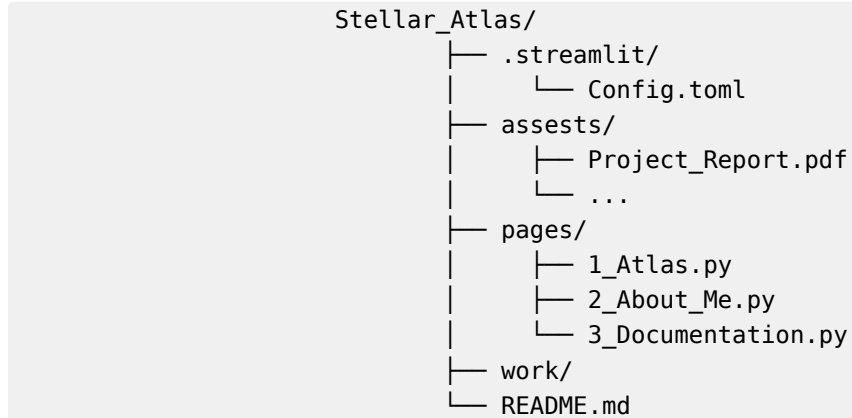 Stellar_Atlas/
├── .streamlit/
│   └── Config.toml
├── assests/
│   ├── Project_Report.pdf
│   └── ...
├── pages/
│   ├── 1_Atlas.py
│   ├── 2_About_Me.py
│   └── 3_Documentation.py
├── work/
└── README.md